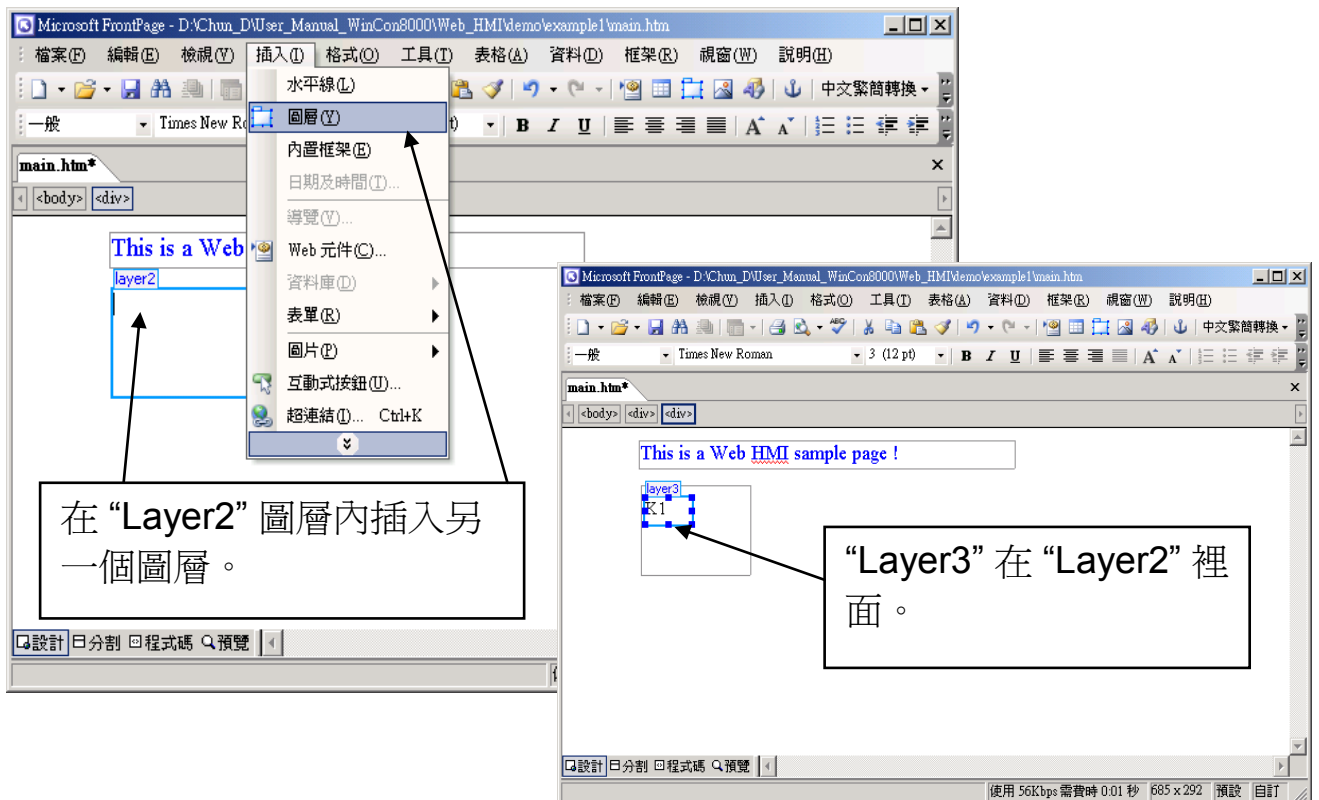 Microsoft FrontPage - D:\Chun_D\User_Manual_WinCon8000\Web_HMI\demo\example1\main.htm
檔案(F) 編輯(E) 檢視(V) 插入(I) 格式(O) 工具(T) 表格(A) 資料(D) 框架(R) 視窗(W) 說明(H)
中文繁簡轉換
一般 Times New Ro B I U A A
main.htm*
<body> <div>
水平線(L)
圖層(Y)
內置框架(E)
日期及時間(T)...
導覽(V)...
Web 元件(C)...
資料庫(D)
表單(R)
圖片(P)
互動式按鈕(U)...
超連結(I)... Ctrl+K
This is a Web
layer2
在 “Layer2” 圖層內插入另
一個圖層。
設計 分割 程式碼 預覽
Microsoft FrontPage - D:\Chun_D\User_Manual_WinCon8000\Web_HMI\demo\example1\main.htm
檔案(F) 編輯(E) 檢視(V) 插入(I) 格式(O) 工具(T) 表格(A) 資料(D) 框架(R) 視窗(W) 說明(H)
ABC 中文繁簡轉換
一般 Times New Roman 3 (12 pt) B I U A A
main.htm*
<body> <div> <div>
This is a Web HMI sample page !
layer3
K1
“Layer3” 在 “Layer2” 裡
面。
設計 分割 程式碼 預覽
使用 56Kbps 需費時 0:01 秒 685 x 292 預設 自訂